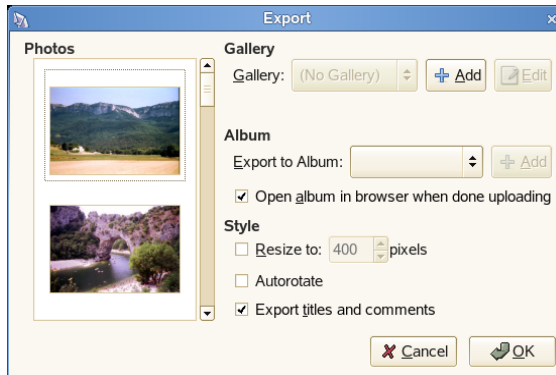 Export
Photos
Gallery
Gallery: (No Gallery) Add Edit
Album
Export to Album: Add
Open album in browser when done uploading
Style
Resize to: 400 pixels
Autorotate
Export titles and comments
Cancel OK